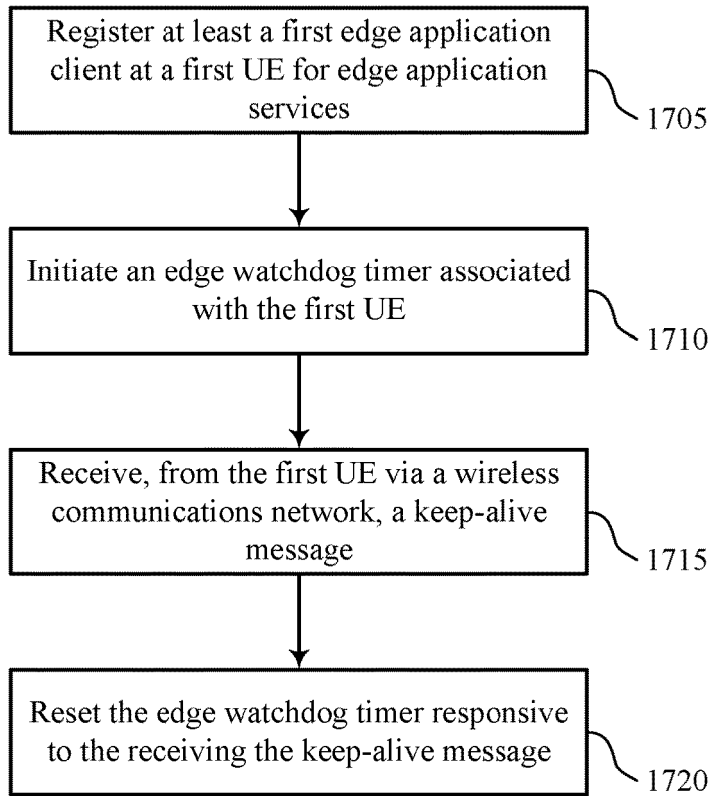 Register at least a first edge application
client at a first UE for edge application
services
1705
Initiate an edge watchdog timer associated
with the first UE
1710
Receive, from the first UE via a wireless
communications network, a keep-alive
message
1715
Reset the edge watchdog timer responsive
to the receiving the keep-alive message
1720